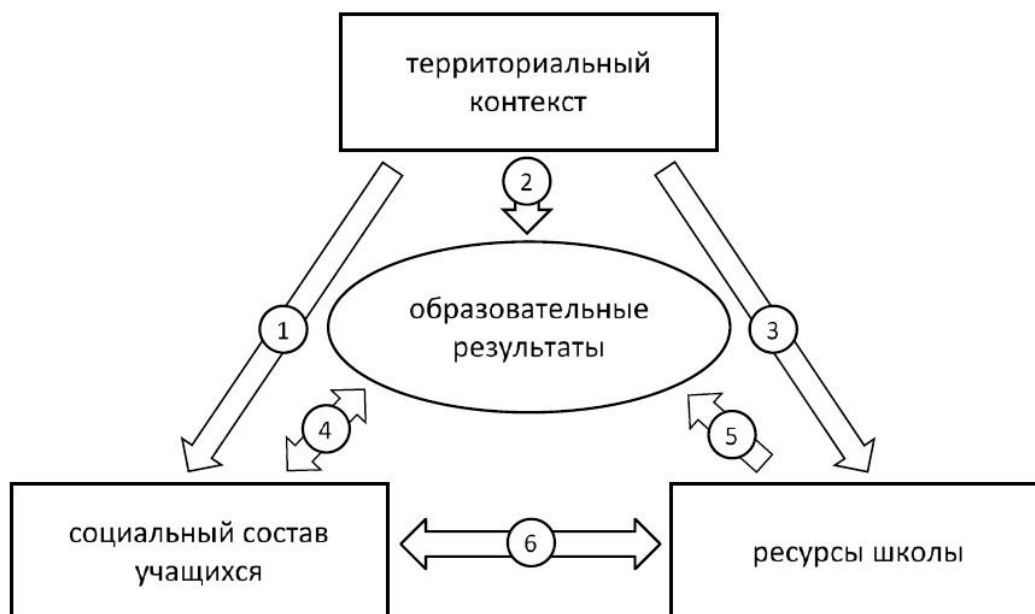 территориальный
контекст
2
образовательные
результаты
1
3
4
5
социальный состав
учащихся
6
ресурсы школы